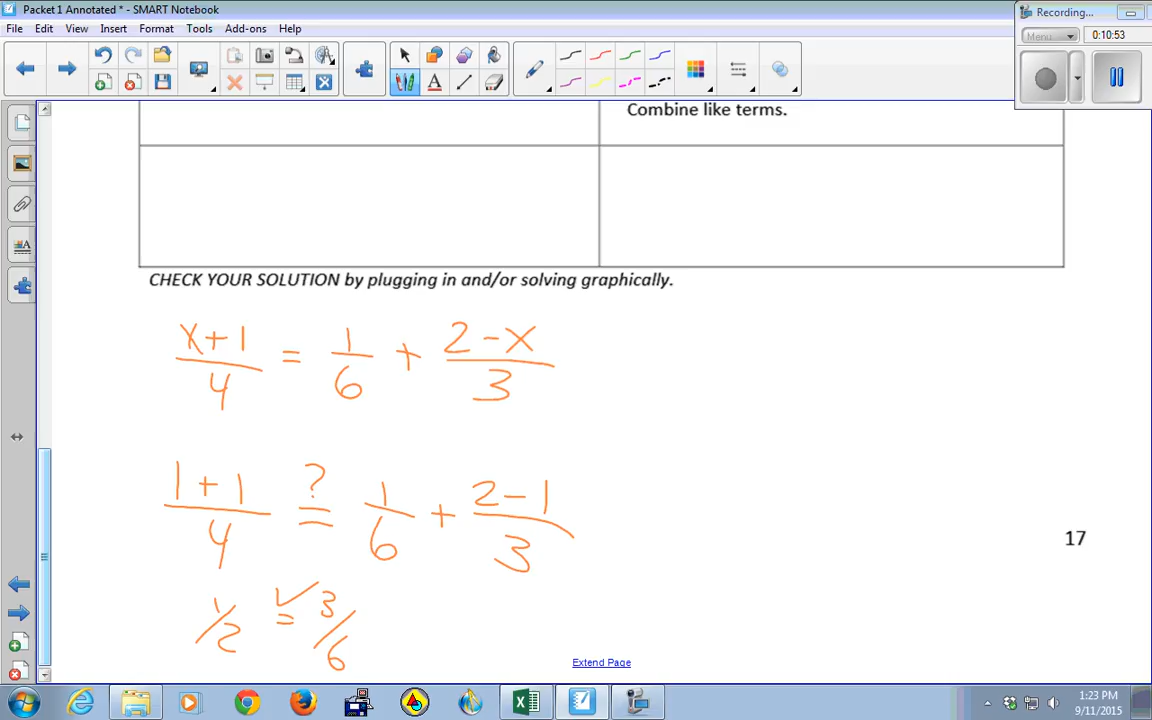 Packet 1 Annotated * - SMART Notebook
File Edit View Insert Format Tools Add-ons Help
Recording...
Menu
0:10:53
Combine like terms.
CHECK YOUR SOLUTION by plugging in and/or solving graphically.
x+1/4 = 1/6 + 2-x/3
1+1/4 ?= 1/6 + 2-1/3
1/2 =✓ 3/6
17
Extend Page
1:23 PM
9/11/2015